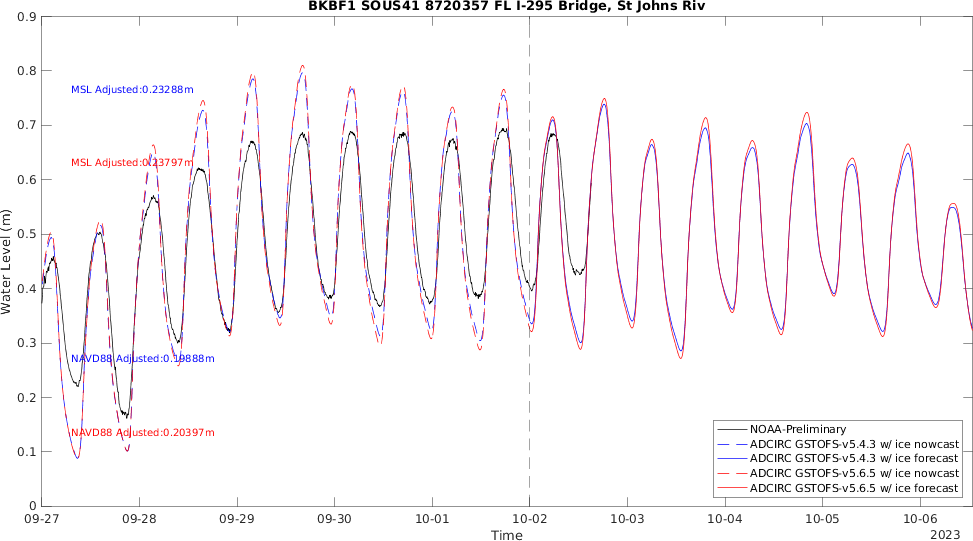 BKBF1 SOUS41 8720357 FL I-295 Bridge, St Johns Riv
0.9
0.8
0.7
0.6
0.5
0.4
0.3
0.2
0.1
0
Water Level (m)
MSL Adjusted:0.23288m
MSL Adjusted:0.23797m
NAVD88 Adjusted:0.19888m
NAVD88 Adjusted:0.20397m
NOAA-Preliminary
ADCIRC GSTOFS-v5.4.3 w/ ice nowcast
ADCIRC GSTOFS-v5.4.3 w/ ice forecast
ADCIRC GSTOFS-v5.6.5 w/ ice nowcast
ADCIRC GSTOFS-v5.6.5 w/ ice forecast
09-27 09-28 09-29 09-30 10-01 10-02 10-03 10-04 10-05 10-06
Time
2023